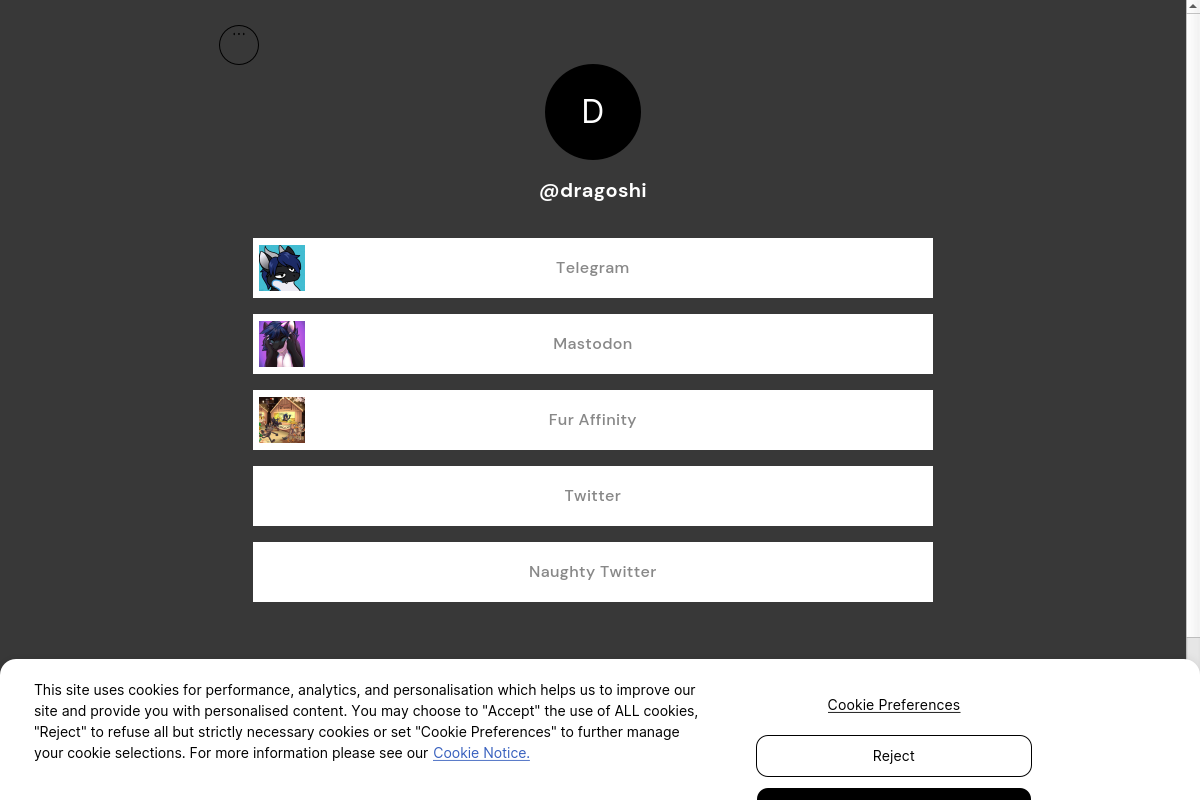 ...
D
@dragoshi
Telegram
Mastodon
Fur Affinity
Twitter
Naughty Twitter
This site uses cookies for performance, analytics, and personalisation which helps us to improve our
site and provide you with personalised content. You may choose to "Accept" the use of ALL cookies,
"Reject" to refuse all but strictly necessary cookies or set "Cookie Preferences" to further manage
your cookie selections. For more information please see our Cookie Notice.
Cookie Preferences
Reject